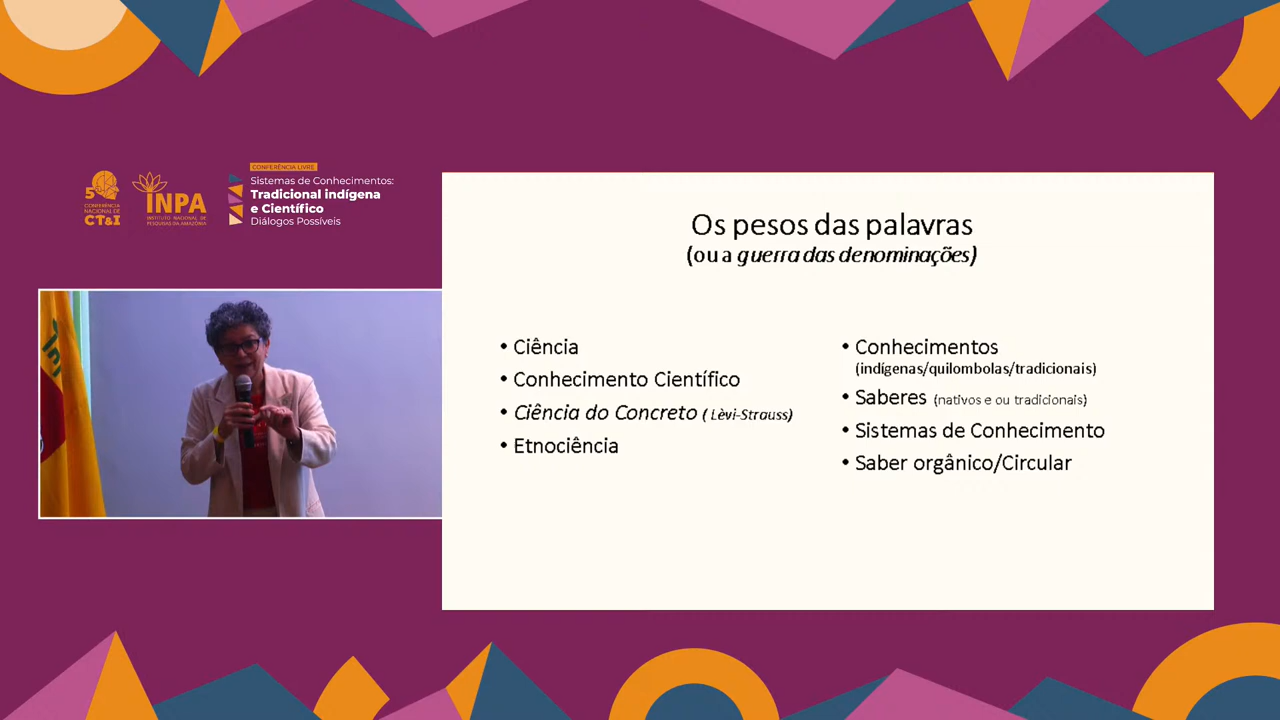 5
CONFERÊNCIA
NACIONAL DE
CT&I
INPA
INSTITUTO NACIONAL DE
PESQUISAS DA AMAZÔNIA
CONFERÊNCIA LIVRE
Sistemas de Conhecimentos:
Tradicional indígena
e Científico
Diálogos Possíveis
Os pesos das palavras
(ou a guerra das denominações)
• Ciência
• Conhecimento Científico
• Ciência do Concreto ( Lèvi-Strauss)
• Etnociência
• Conhecimentos
(indígenas/quilombolas/tradicionais)
• Saberes (nativos e ou tradicionais)
• Sistemas de Conhecimento
• Saber orgânico/Circular